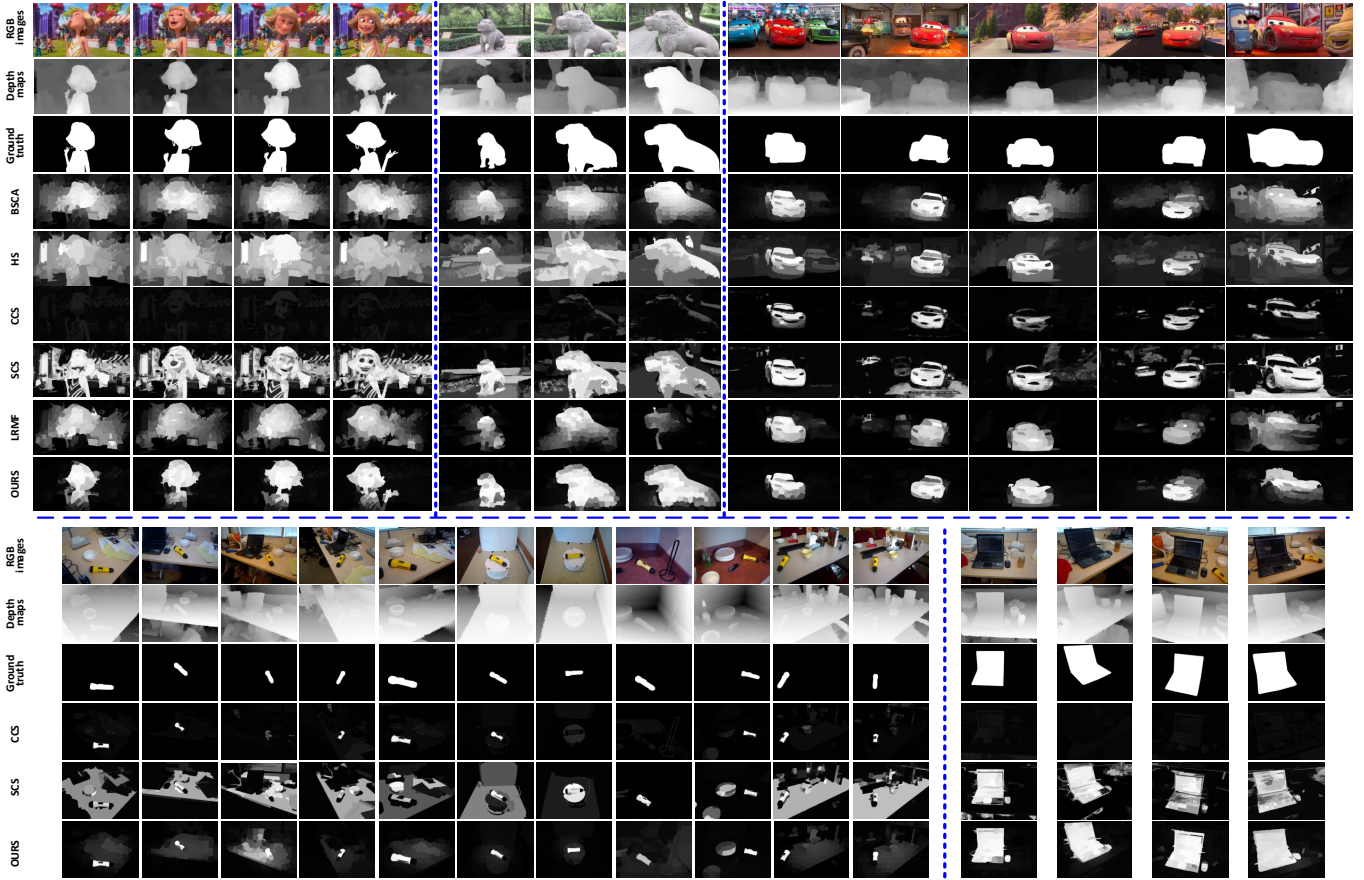 RGB
images
Depth
maps
Ground
truth
BSCA
HS
CCS
SCS
LRMF
OURS
RGB
images
Depth
maps
Ground
truth
CCS
SCS
OURS